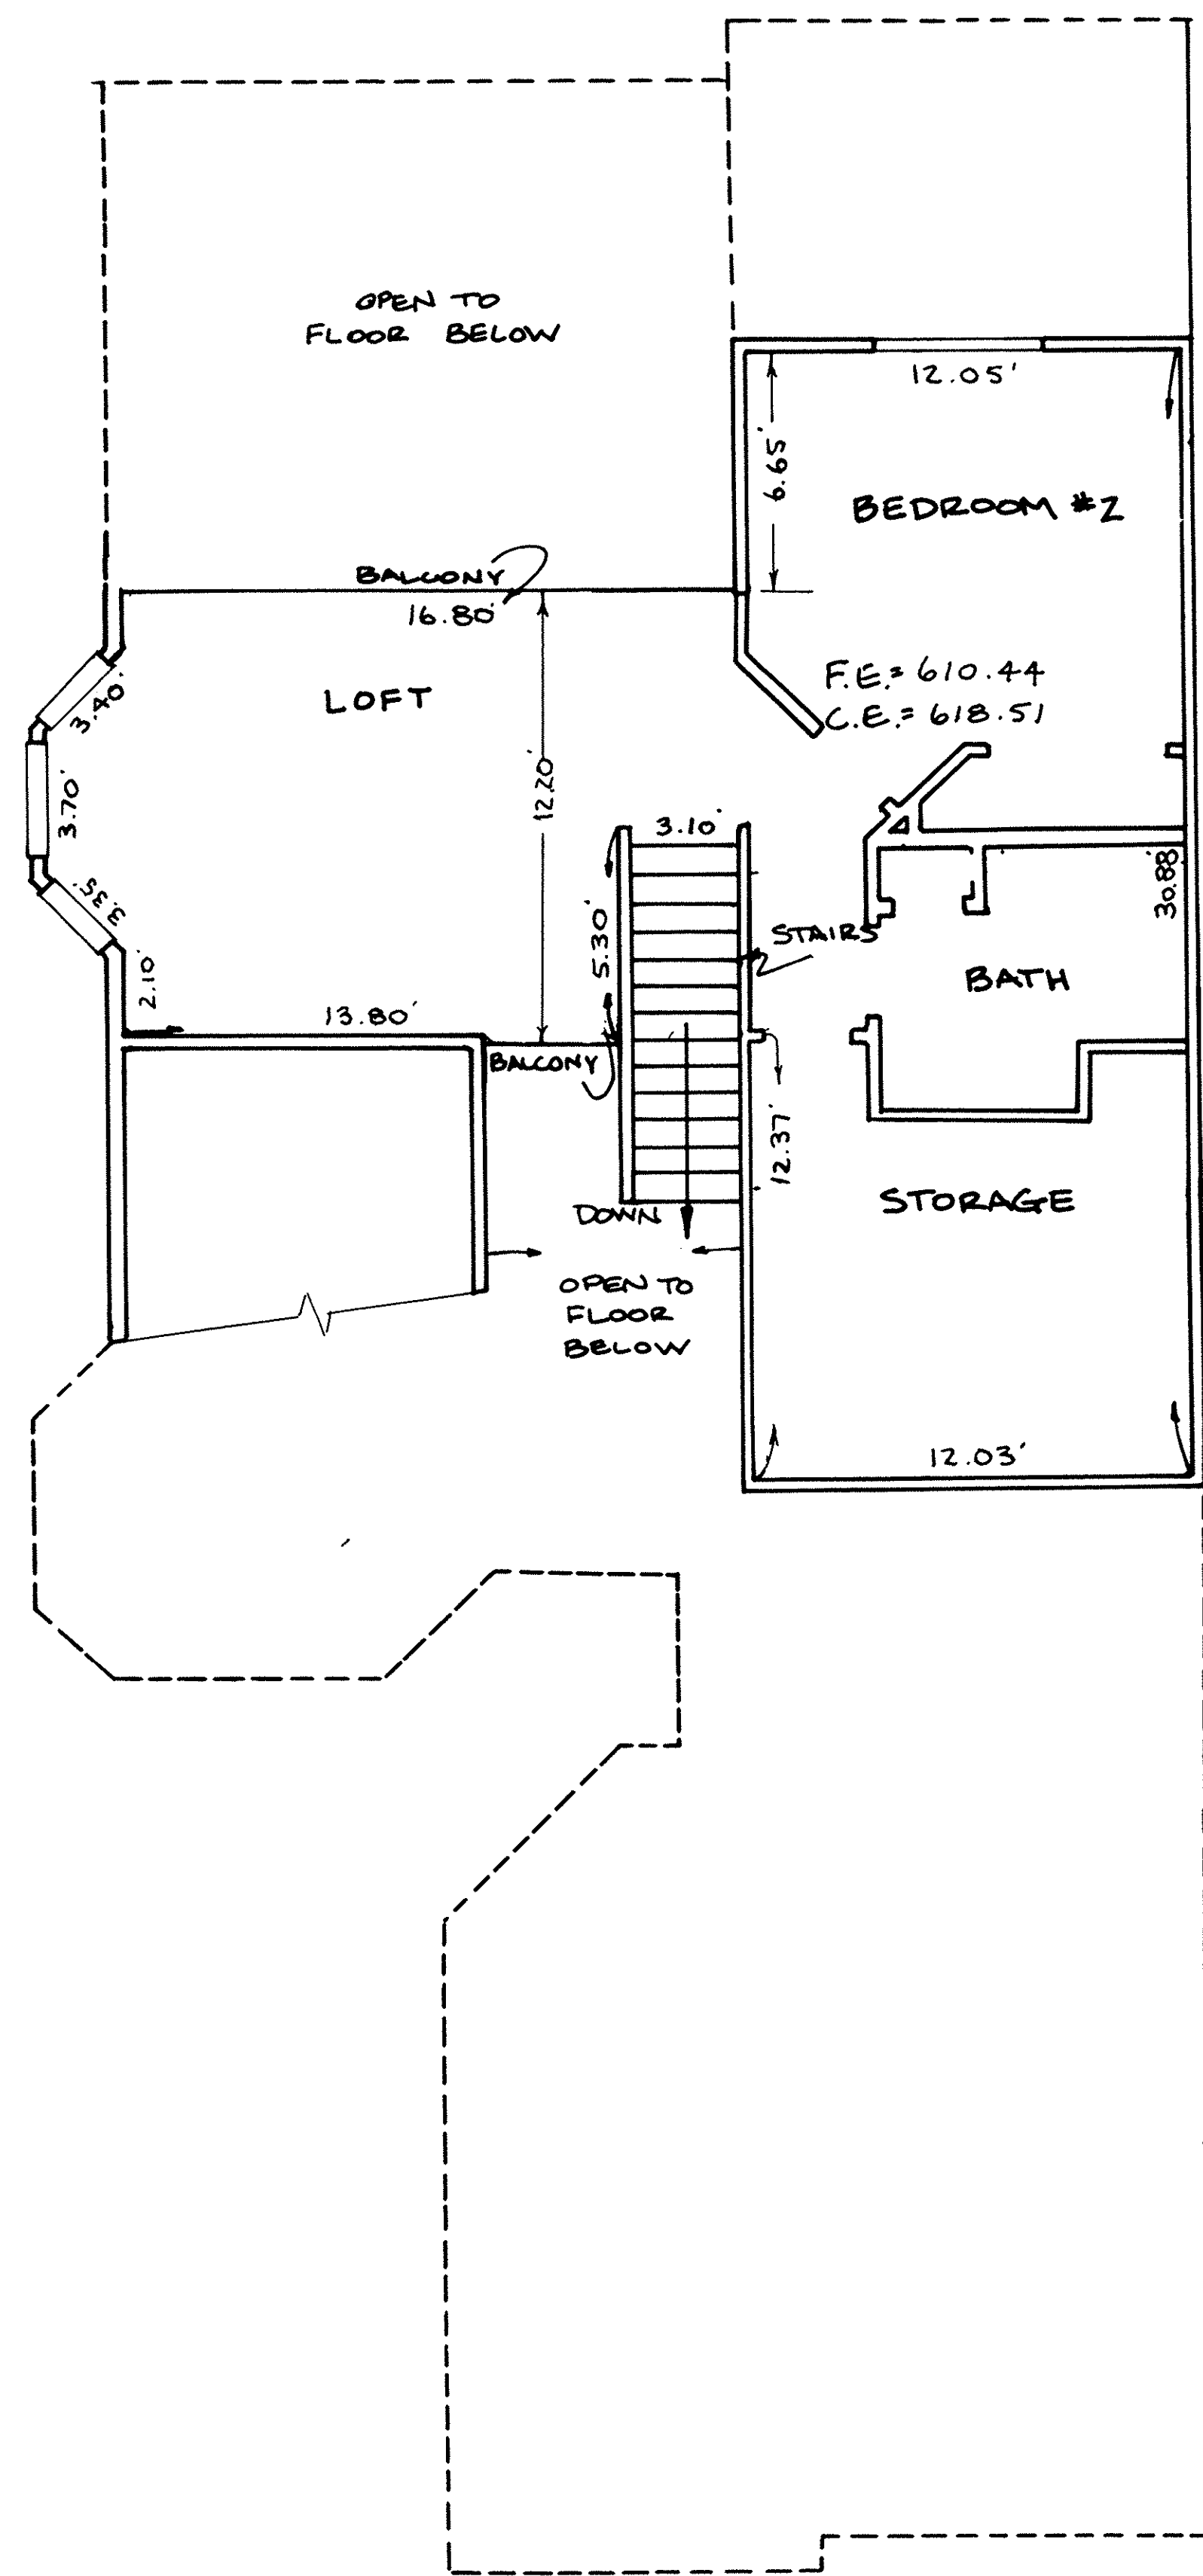 OPEN TO
FLOOR BELOW
12.05'
6.65'
BEDROOM #2
BALCONY
16.80'
LOFT
F.E.= 610.44
C.E.= 618.51
3.40'
3.70'
12.20'
3.10'
3.35'
5.30'
STAIRS
30.88'
2.10'
BATH
13.80'
BALCONY
12.37'
STORAGE
DOWN
OPEN TO
FLOOR
BELOW
12.03'